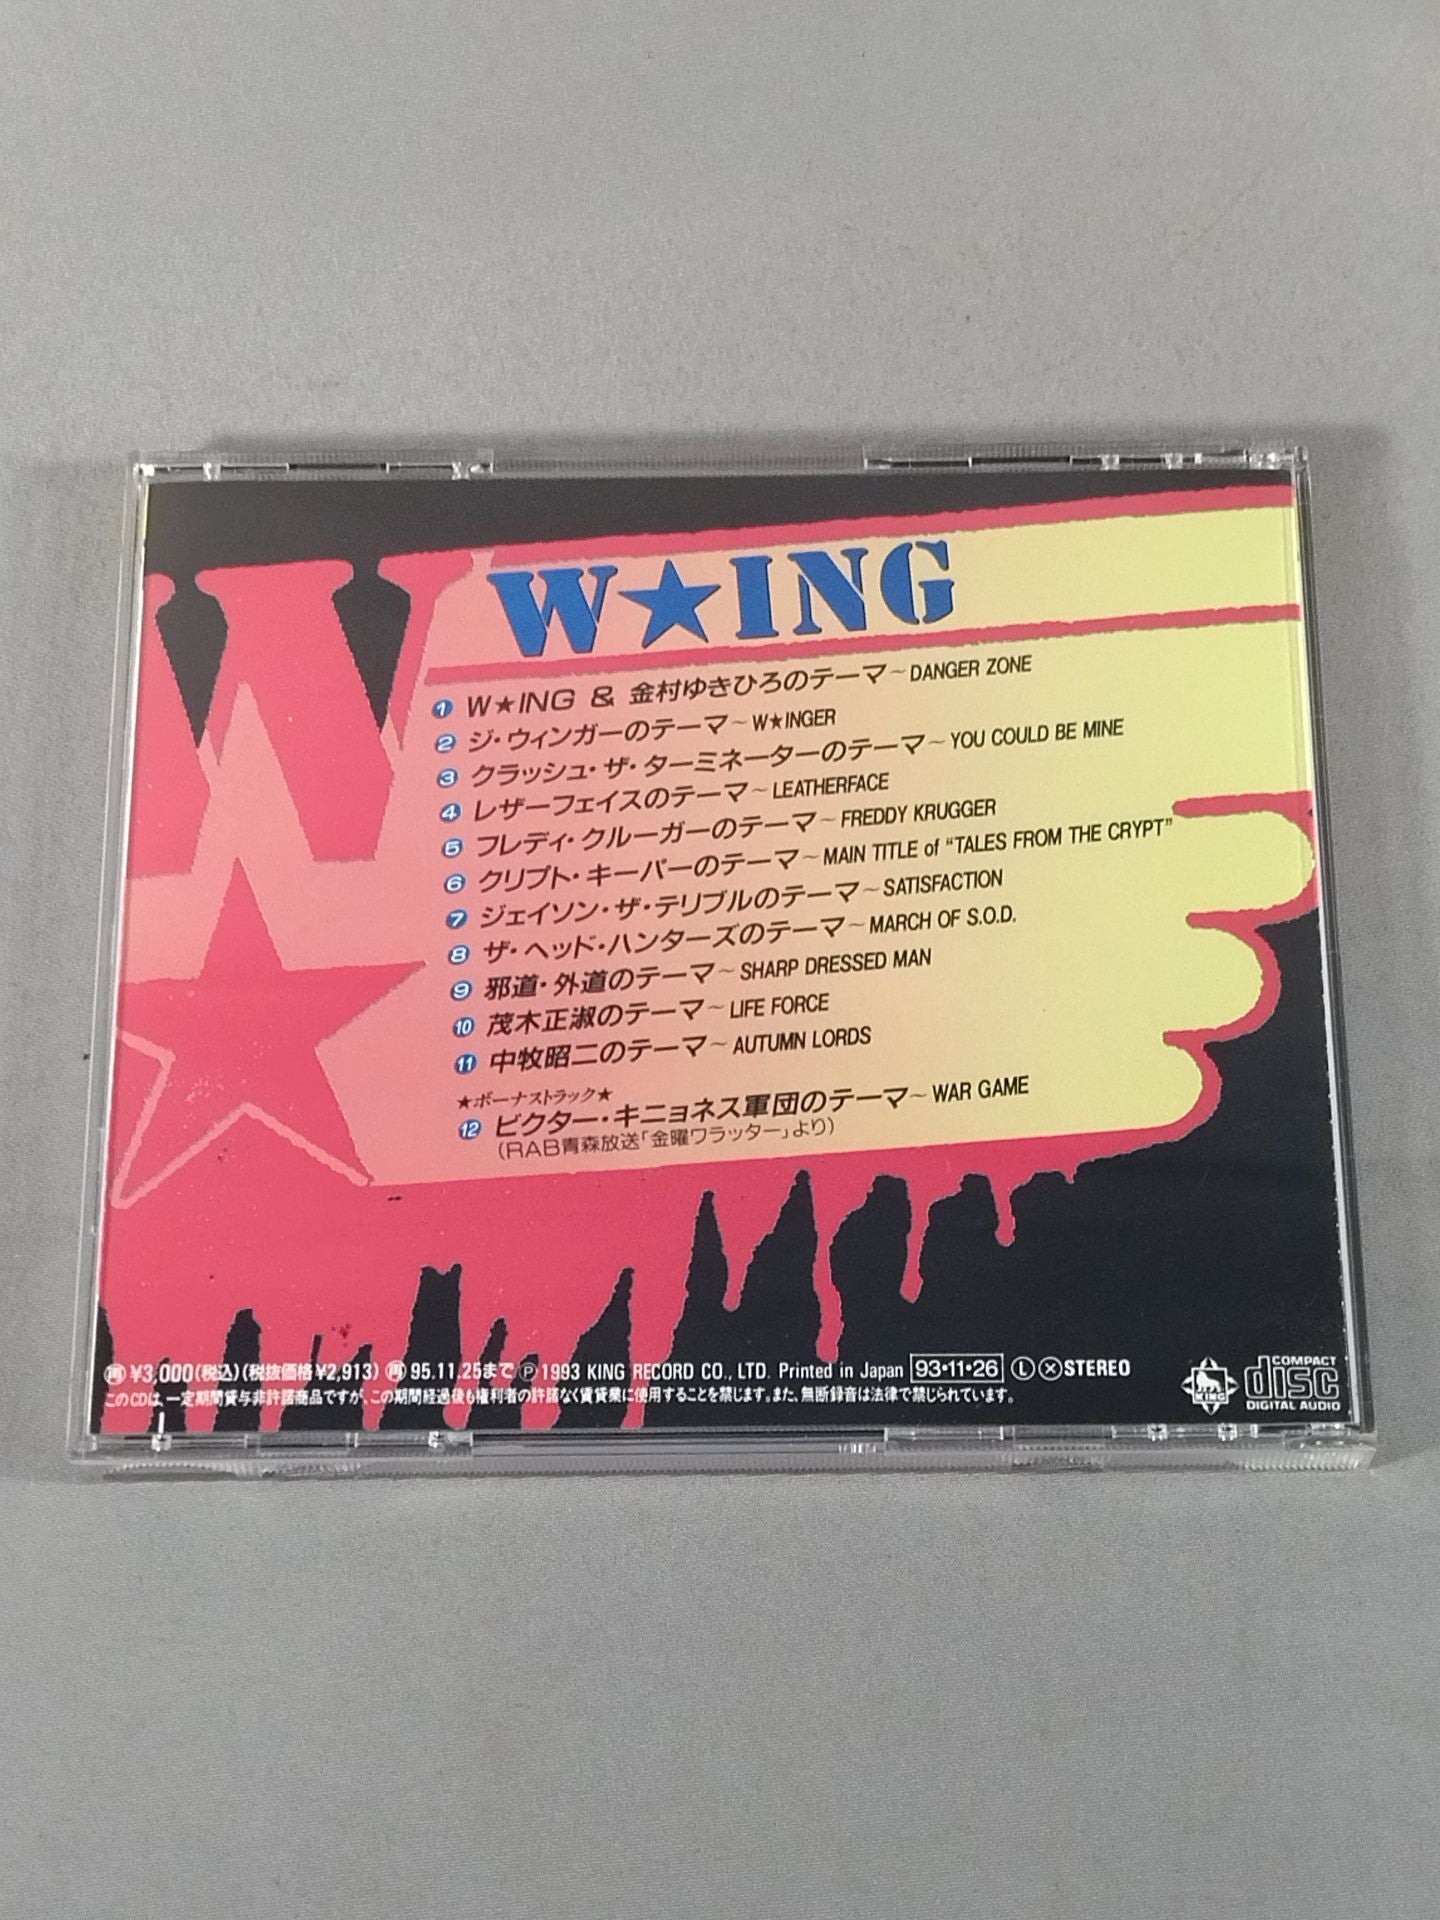 W★ING
1 W★ING & 金村ゆきひろのテーマ～DANGER ZONE
2 ジ・ウィンガーのテーマ～W★INGER
3 クラッシュ・ザ・ターミネーターのテーマ～YOU COULD BE MINE
4 レザーフェイスのテーマ～LEATHERFACE
5 フレディ・クルーガーのテーマ～FREDDY KRUGGER
6 クリプト・キーパーのテーマ～MAIN TITLE of “TALES FROM THE CRYPT”
7 ジェイソン・ザ・テリブルのテーマ～SATISFACTION
8 ザ・ヘッド・ハンターズのテーマ～MARCH OF S.O.D.
9 邪道・外道のテーマ～SHARP DRESSED MAN
10 茂木正淑のテーマ～LIFE FORCE
11 中牧昭二のテーマ～AUTUMN LORDS
★ボーナストラック★
12 ビクター・キニョネス軍団のテーマ～WAR GAME
(RAB青森放送「金曜ワラッター」より)
再 ¥3,000(税込)(税抜価格¥2,913) 再 95.11.25まで Ⓟ1993 KING RECORD CO., LTD. Printed in Japan 93・11・26 Ⓛ Ⓧ STEREO
このCDは、一定期間貸与非許諾商品ですが、この期間経過後も権利者の許諾なく賃貸業に使用することを禁じます。また、無断録音は法律で禁じられています。
KING
COMPACT
disc
DIGITAL AUDIO